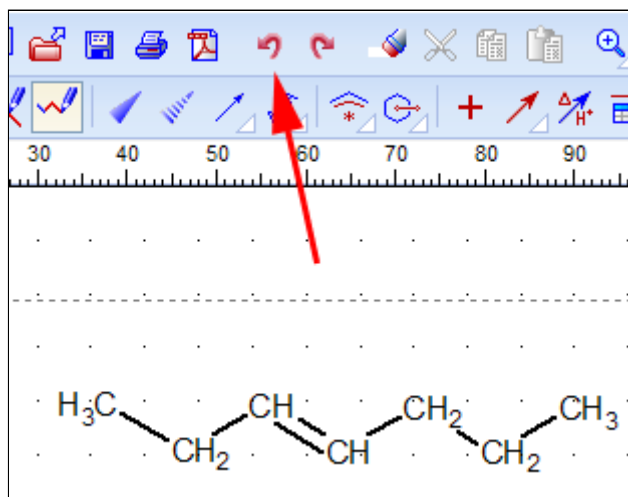 Δ
* H⁺
30 40 50 60 70 80 90
H₃C CH CH₂ CH₃
CH₂ CH CH₂